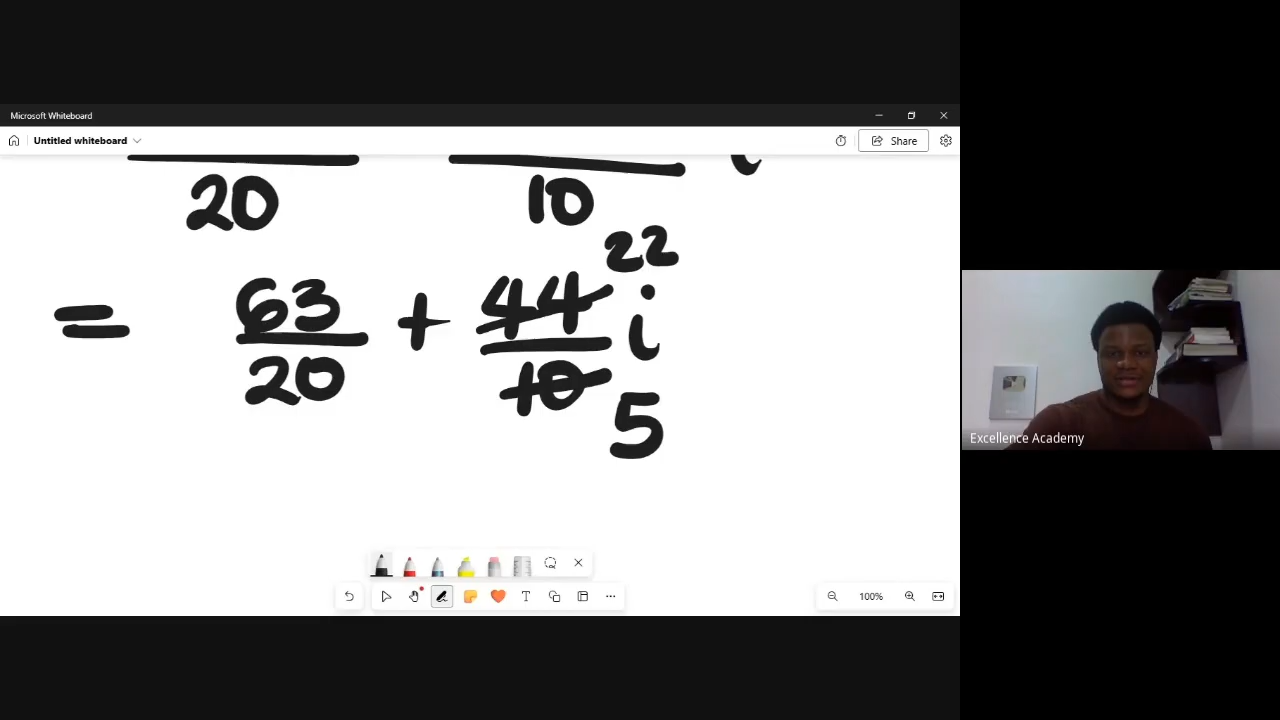 Microsoft Whiteboard
Untitled whiteboard
Share
i
20
10
22
= 63/20 + 44/10 i
5
100%
Excellence Academy